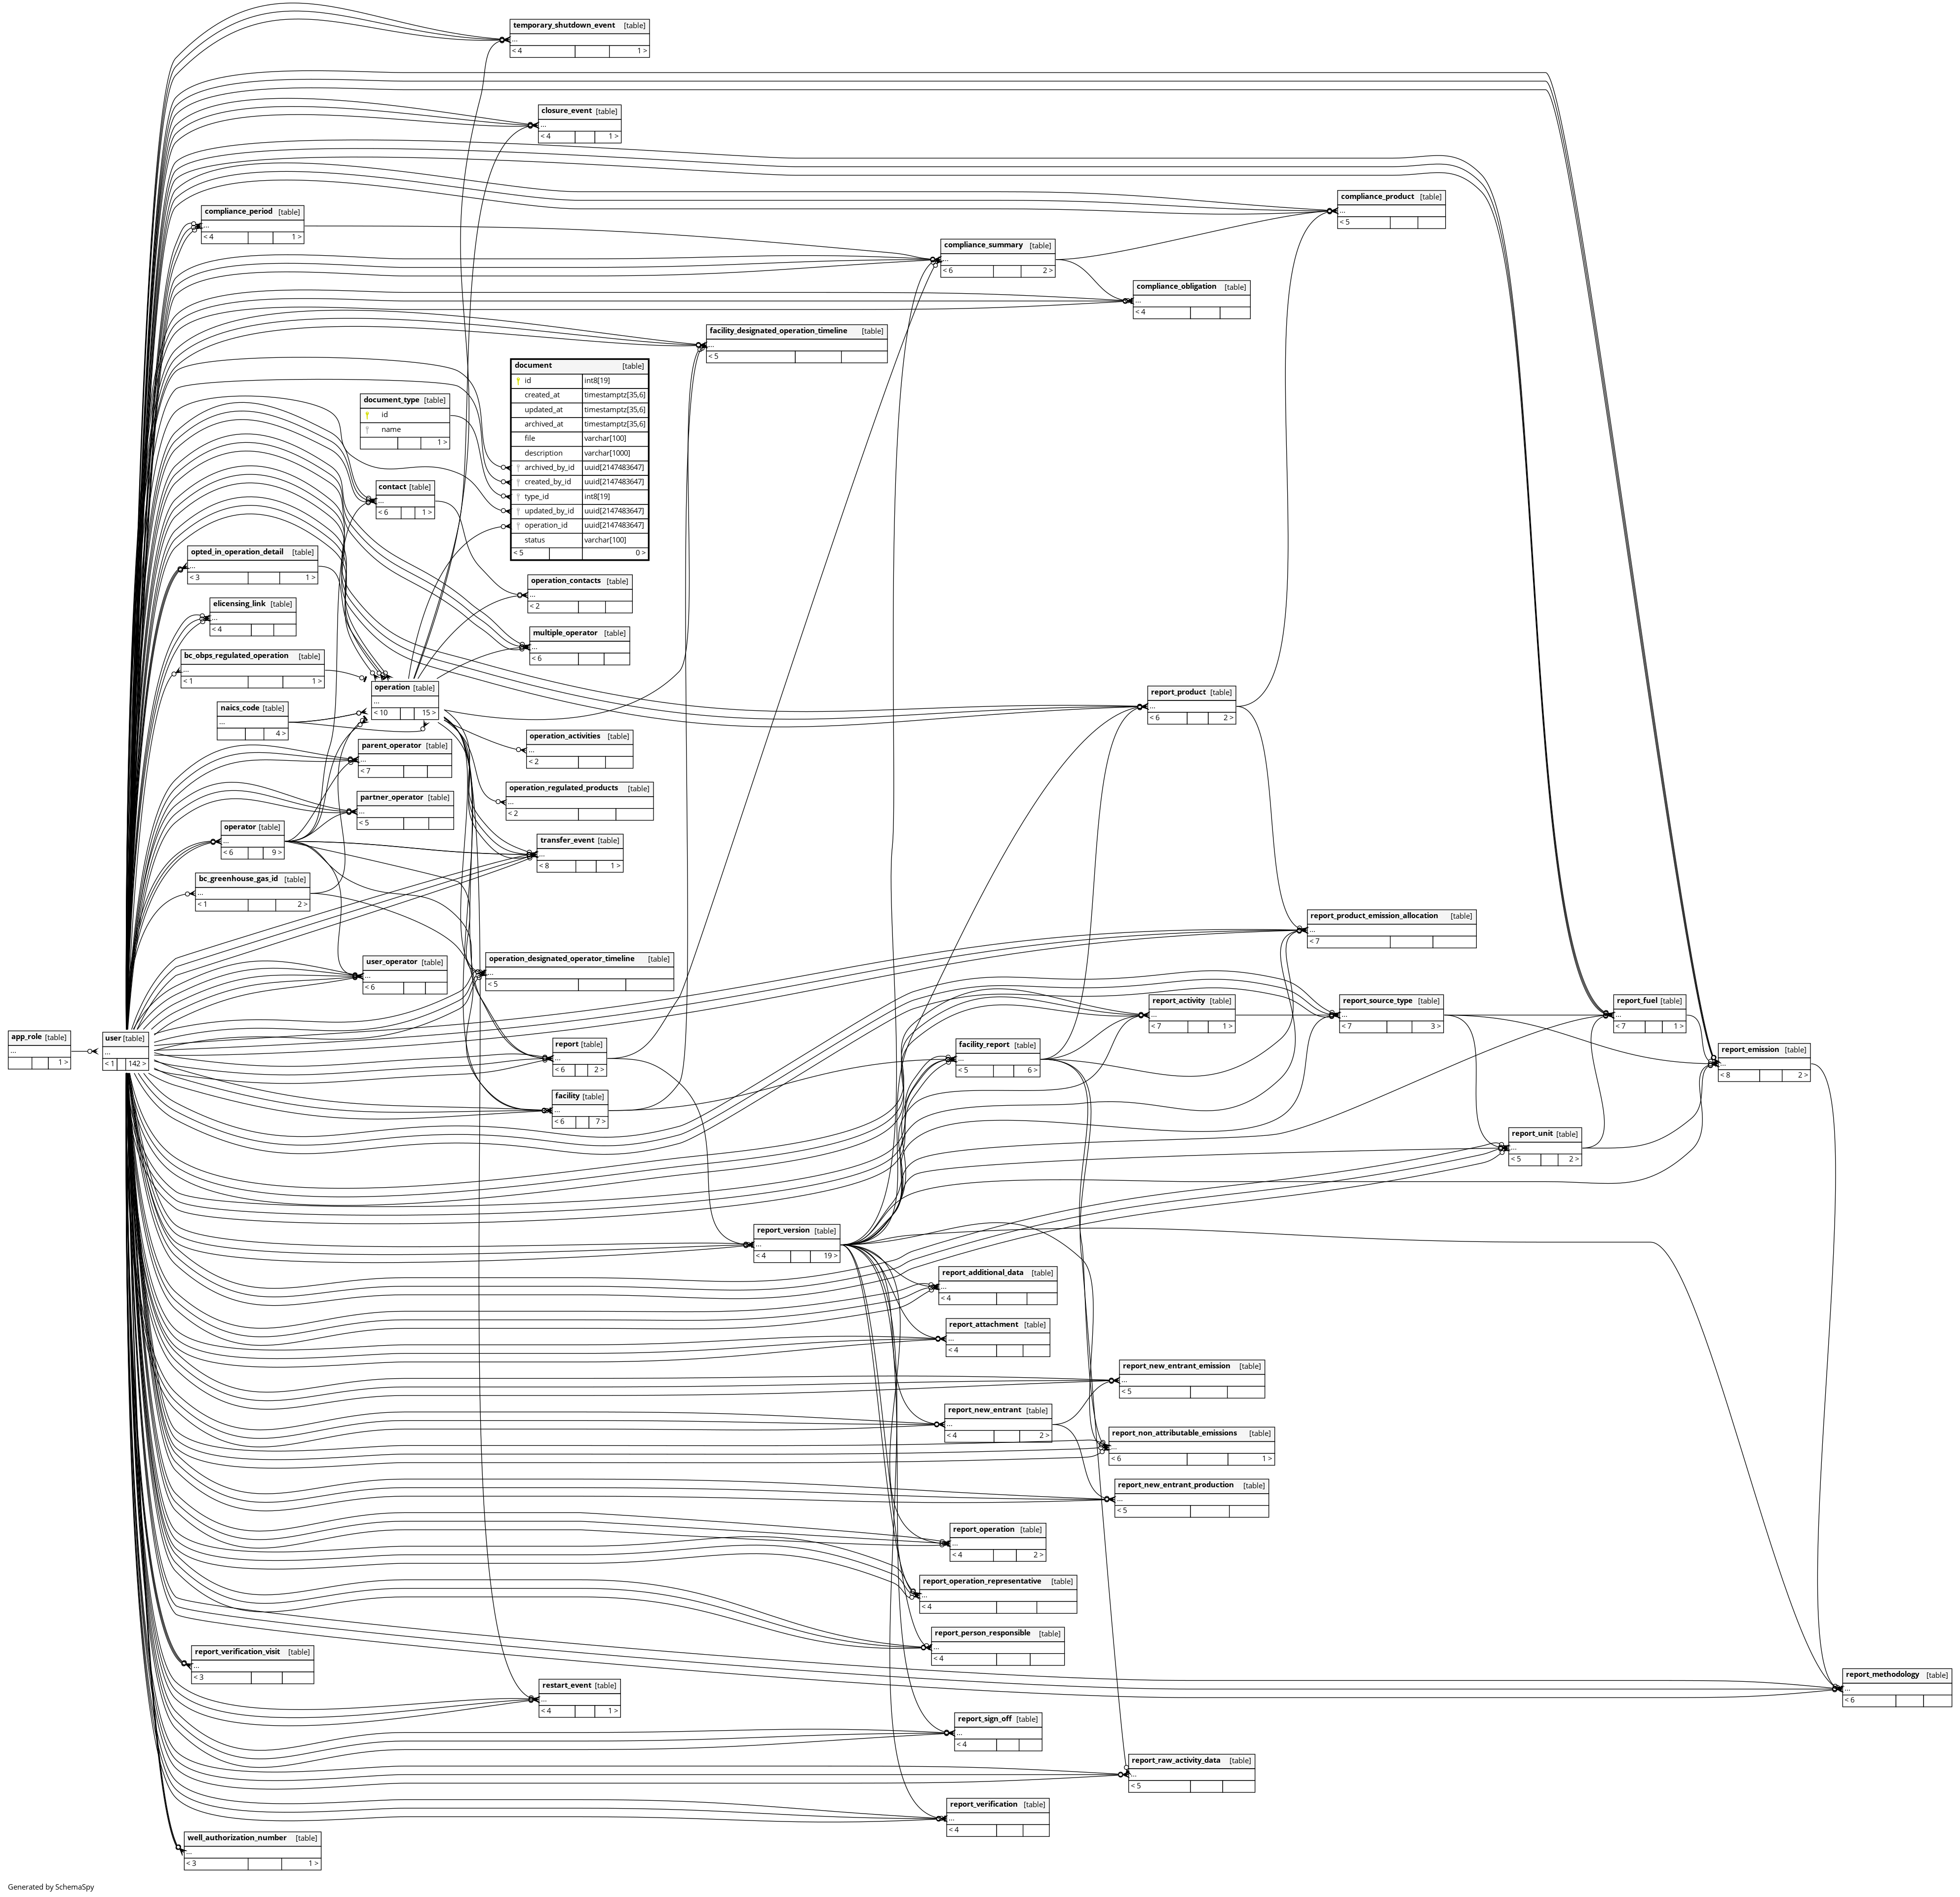 temporary_shutdown_event [table]
...
< 4 1 >
closure_event [table]
...
< 4 1 >
compliance_product [table]
...
< 5
compliance_period [table]
...
< 4 1 >
compliance_summary [table]
...
< 6 2 >
compliance_obligation [table]
...
< 4
facility_designated_operation_timeline [table]
...
< 5
document [table]
id int8[19]
created_at timestamptz[35,6]
updated_at timestamptz[35,6]
archived_at timestamptz[35,6]
file varchar[100]
description varchar[1000]
archived_by_id uuid[2147483647]
created_by_id uuid[2147483647]
type_id int8[19]
updated_by_id uuid[2147483647]
operation_id uuid[2147483647]
status varchar[100]
< 5 0 >
document_type [table]
id
name
1 >
contact [table]
...
< 6 1 >
opted_in_operation_detail [table]
...
< 3 1 >
operation_contacts [table]
...
< 2
elicensing_link [table]
...
< 4
multiple_operator [table]
...
< 6
bc_obps_regulated_operation [table]
...
< 1 1 >
operation [table]
...
< 10 15 >
report_product [table]
...
< 6 2 >
naics_code [table]
...
4 >
operation_activities [table]
...
< 2
parent_operator [table]
...
< 7
operation_regulated_products [table]
...
< 2
partner_operator [table]
...
< 5
operator [table]
...
< 6 9 >
transfer_event [table]
...
< 8 1 >
bc_greenhouse_gas_id [table]
...
< 1 2 >
report_product_emission_allocation [table]
...
< 7
user_operator [table]
...
< 6
operation_designated_operator_timeline [table]
...
< 5
report_activity [table]
...
< 7 1 >
report_source_type [table]
...
< 7 3 >
report_fuel [table]
...
< 7 1 >
app_role [table]
...
1 >
user [table]
...
< 1 142 >
report [table]
...
< 6 2 >
facility_report [table]
...
< 5 6 >
report_emission [table]
...
< 8 2 >
facility [table]
...
< 6 7 >
report_unit [table]
...
< 5 2 >
report_version [table]
...
< 4 19 >
report_additional_data [table]
...
< 4
report_attachment [table]
...
< 4
report_new_entrant_emission [table]
...
< 5
report_new_entrant [table]
...
< 4 2 >
report_non_attributable_emissions [table]
...
< 6 1 >
report_new_entrant_production [table]
...
< 5
report_operation [table]
...
< 4 2 >
report_operation_representative [table]
...
< 4
report_person_responsible [table]
...
< 4
report_verification_visit [table]
...
< 3
report_methodology [table]
...
< 6
restart_event [table]
...
< 4 1 >
report_sign_off [table]
...
< 4
report_raw_activity_data [table]
...
< 5
report_verification [table]
...
< 4
well_authorization_number [table]
...
< 3 1 >
Generated by SchemaSpy